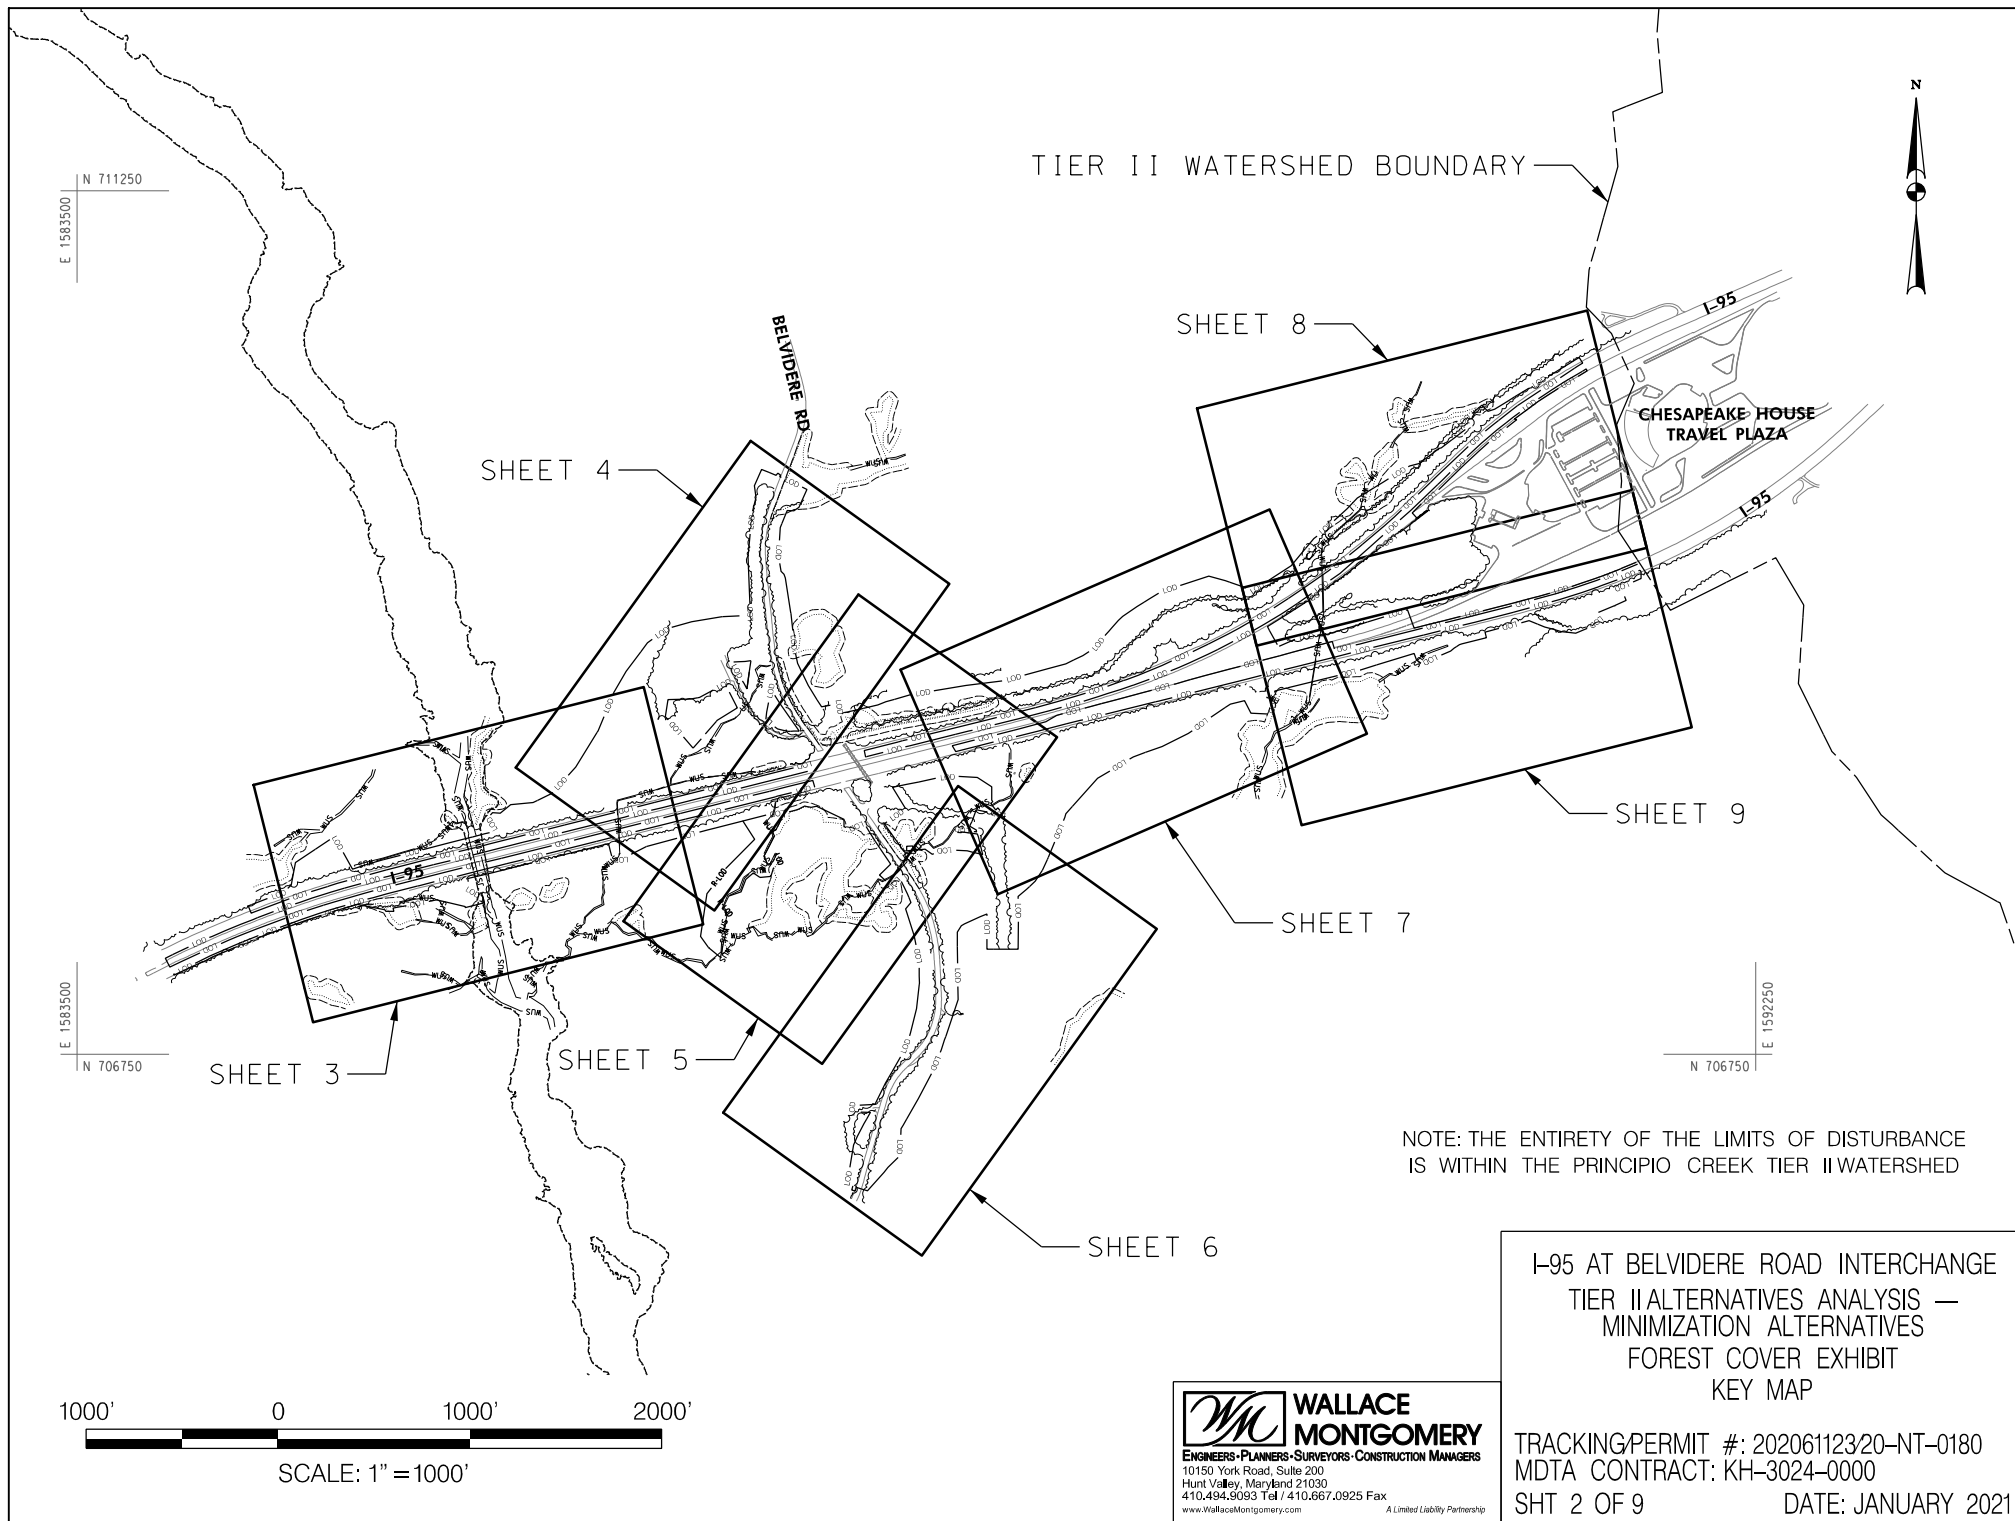 N 711250
E 1583500
TIER II WATERSHED BOUNDARY
N
SHEET 8
I-95
BELVIDERE RD
CHESAPEAKE HOUSE
TRAVEL PLAZA
SHEET 4
I-95
I-95
R-LOD
LOD
WUS
SHEET 9
SHEET 7
E 1583500
N 706750
SHEET 3
SHEET 5
E 1592250
N 706750
SHEET 6
NOTE: THE ENTIRETY OF THE LIMITS OF DISTURBANCE
IS WITHIN THE PRINCIPIO CREEK TIER II WATERSHED
1000' 0 1000' 2000'
SCALE: 1" = 1000'
WM
WALLACE
MONTGOMERY
ENGINEERS•PLANNERS•SURVEYORS•CONSTRUCTION MANAGERS
10150 York Road, Suite 200
Hunt Valley, Maryland 21030
410.494.9093 Tel / 410.667.0925 Fax
www.WallaceMontgomery.com A Limited Liability Partnership
I-95 AT BELVIDERE ROAD INTERCHANGE
TIER II ALTERNATIVES ANALYSIS —
MINIMIZATION ALTERNATIVES
FOREST COVER EXHIBIT
KEY MAP
TRACKING/PERMIT #: 202061123/20-NT-0180
MDTA CONTRACT: KH-3024-0000
SHT 2 OF 9 DATE: JANUARY 2021